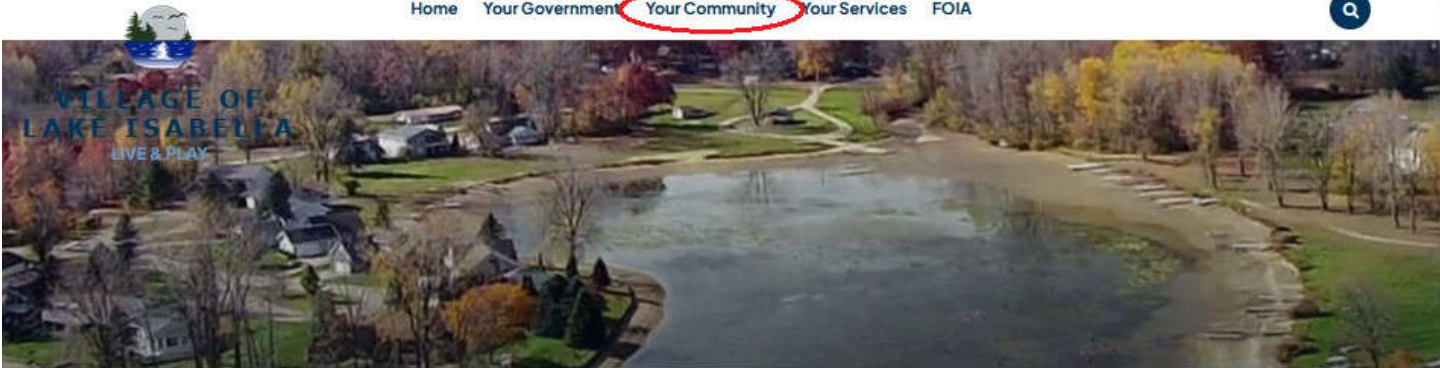 Home Your Government Your Community Your Services FOIA
VILLAGE OF
LAKE ISABELLA
LIVE & PLAY